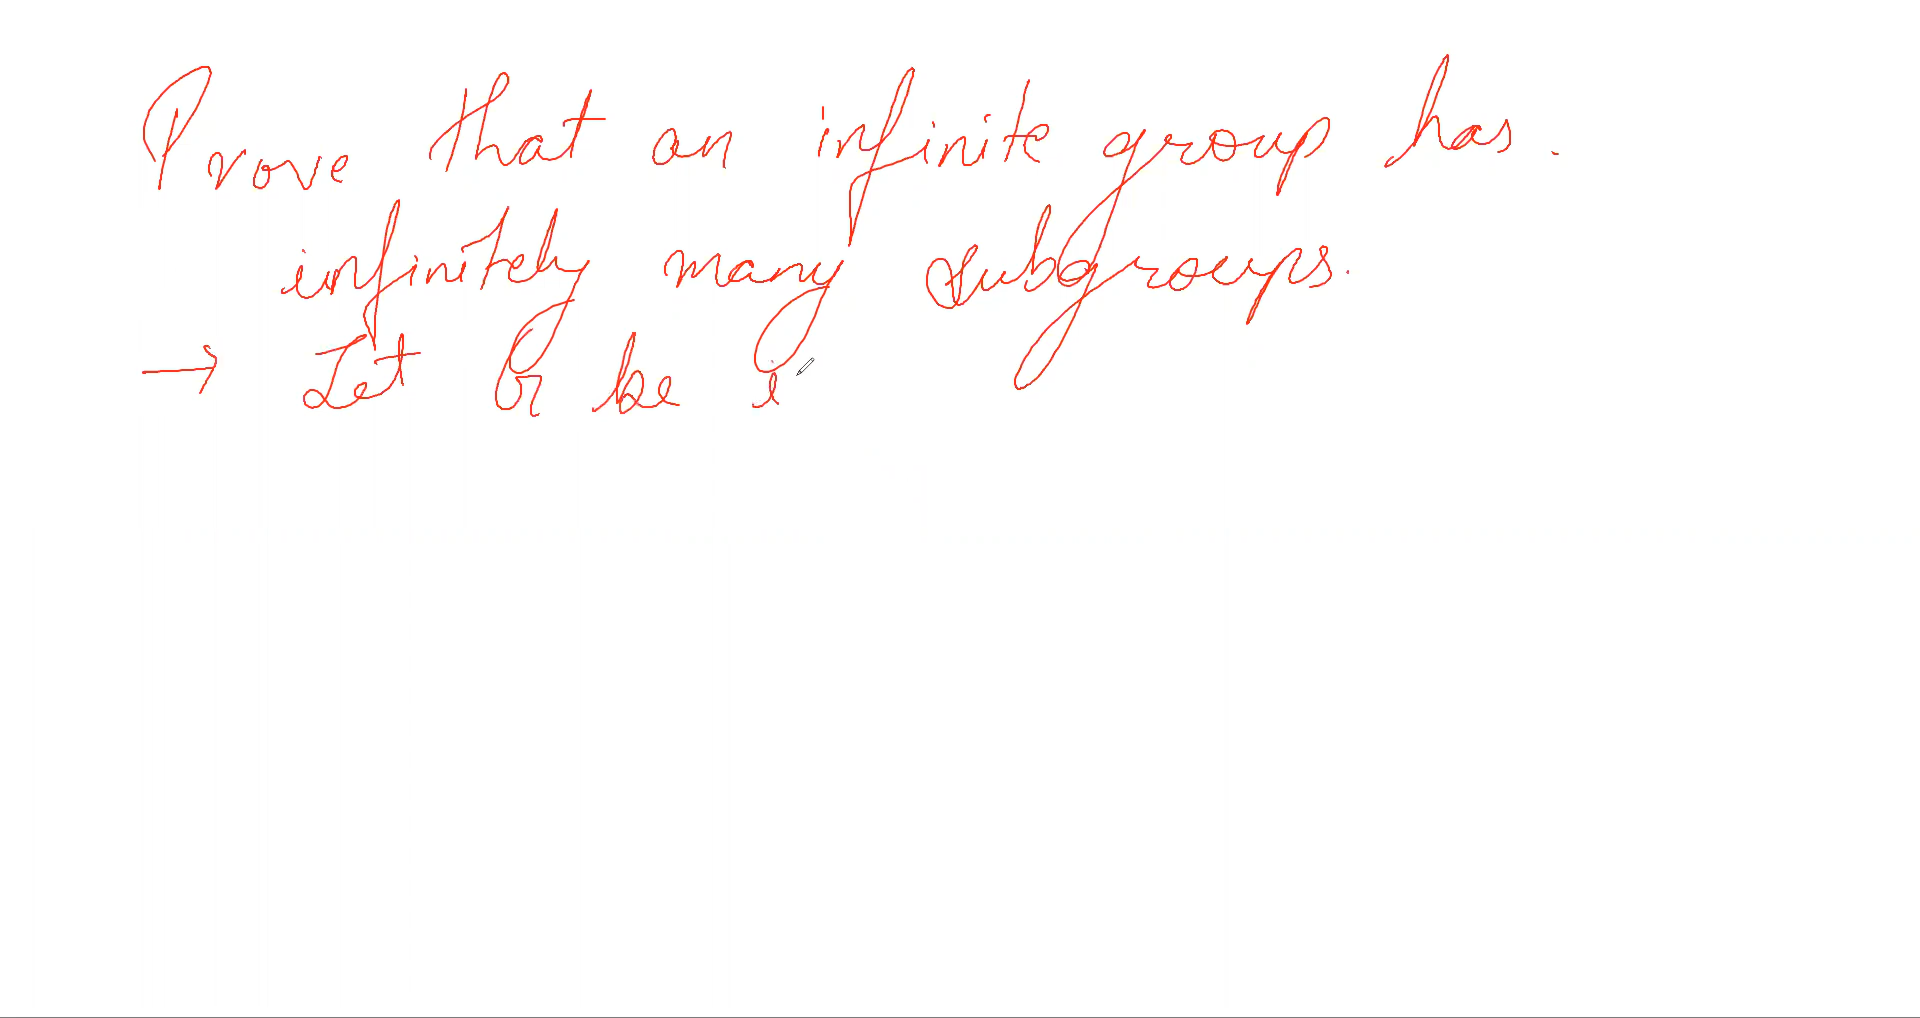 Prove that an infinite group has.
infinitely many subgroups.
→ Let G be i